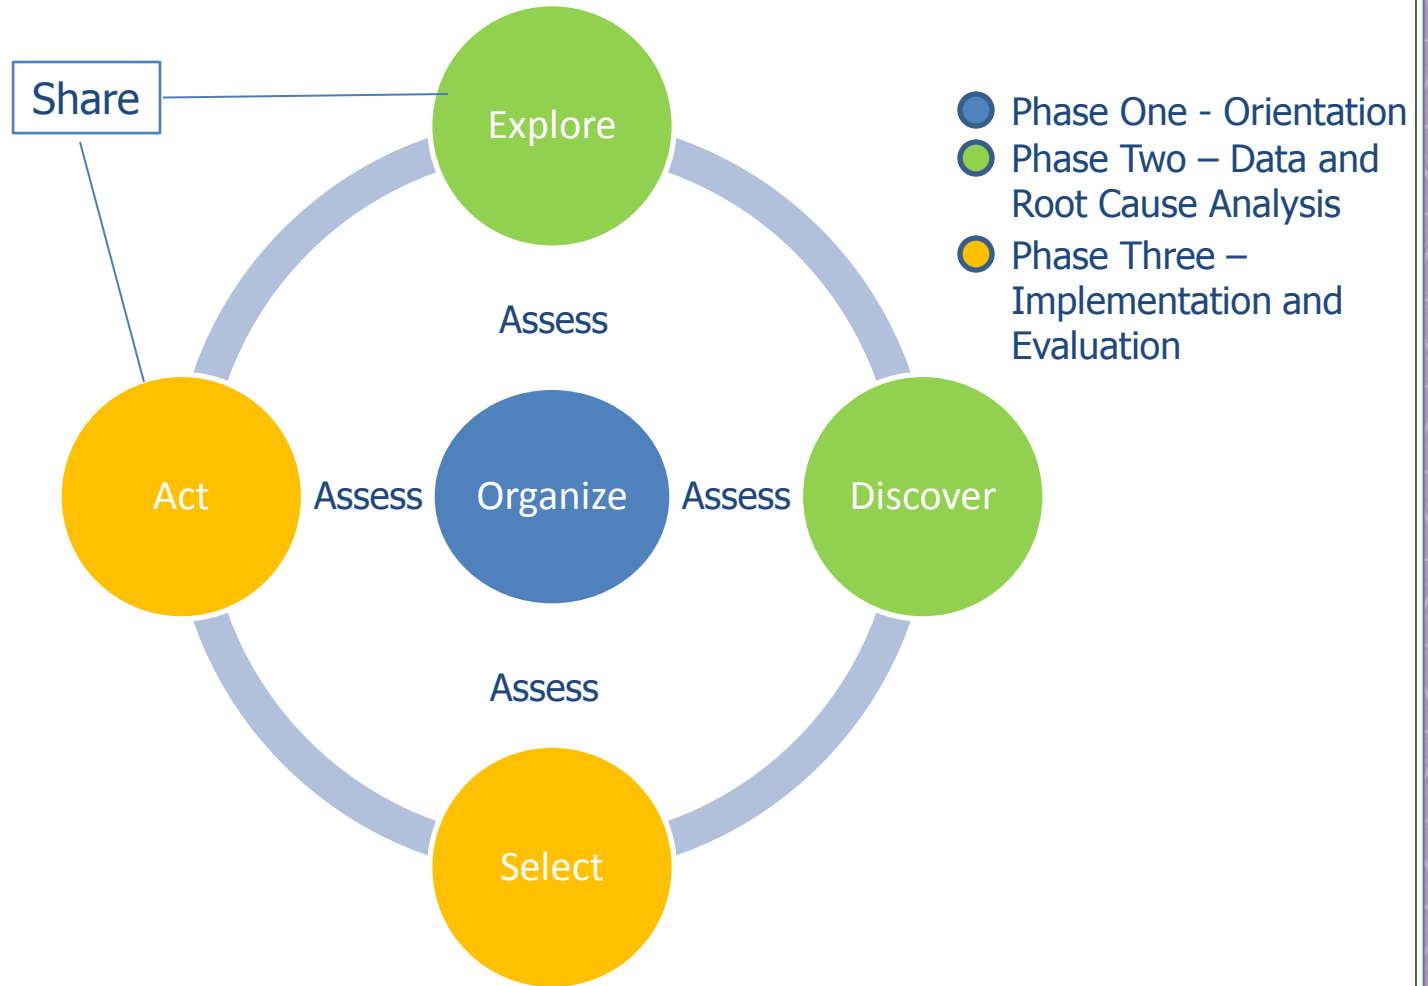 Share
Explore
Phase One - Orientation
Phase Two – Data and
Root Cause Analysis
Phase Three –
Implementation and
Evaluation
Assess
Act
Assess
Organize
Assess
Discover
Assess
Select